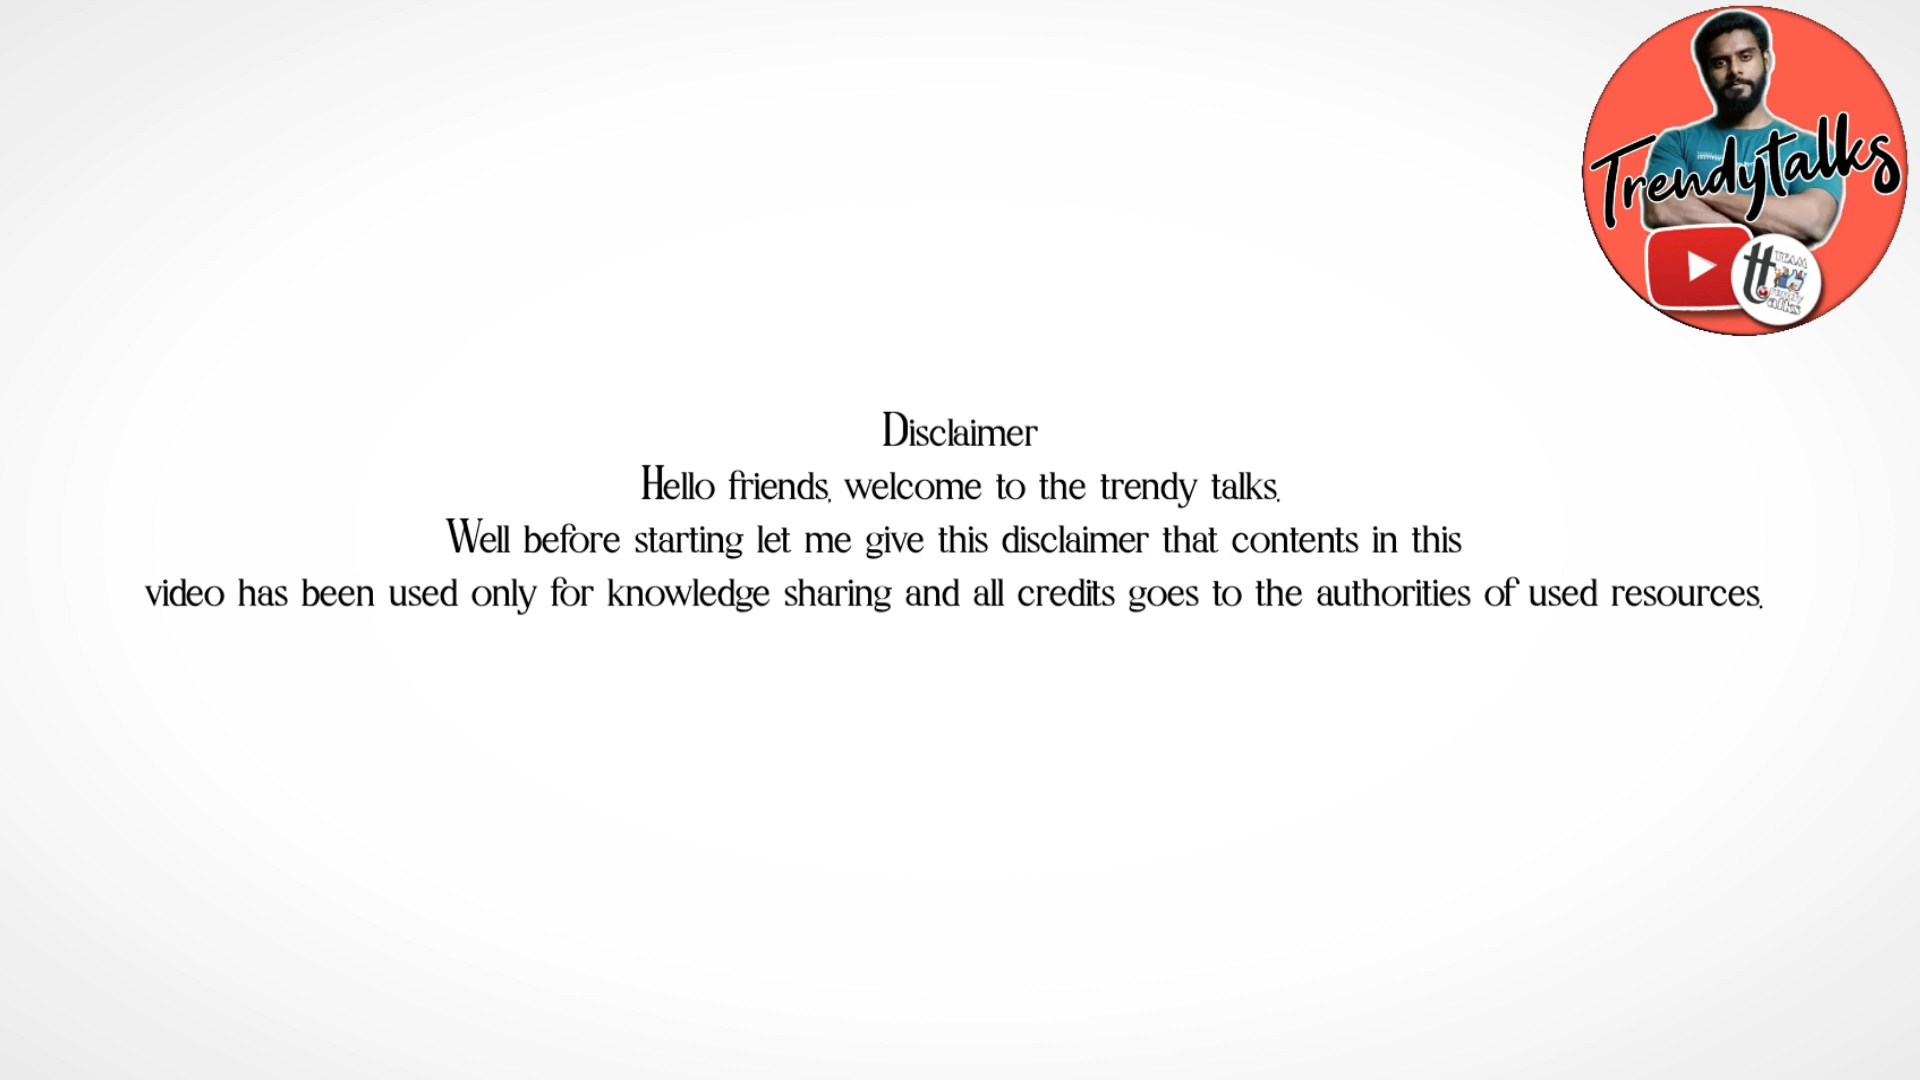 Trendytalks
TEAM
Disclaimer
Hello friends, welcome to the trendy talks.
Well before starting let me give this disclaimer that contents in this
video has been used only for knowledge sharing and all credits goes to the authorities of used resources.